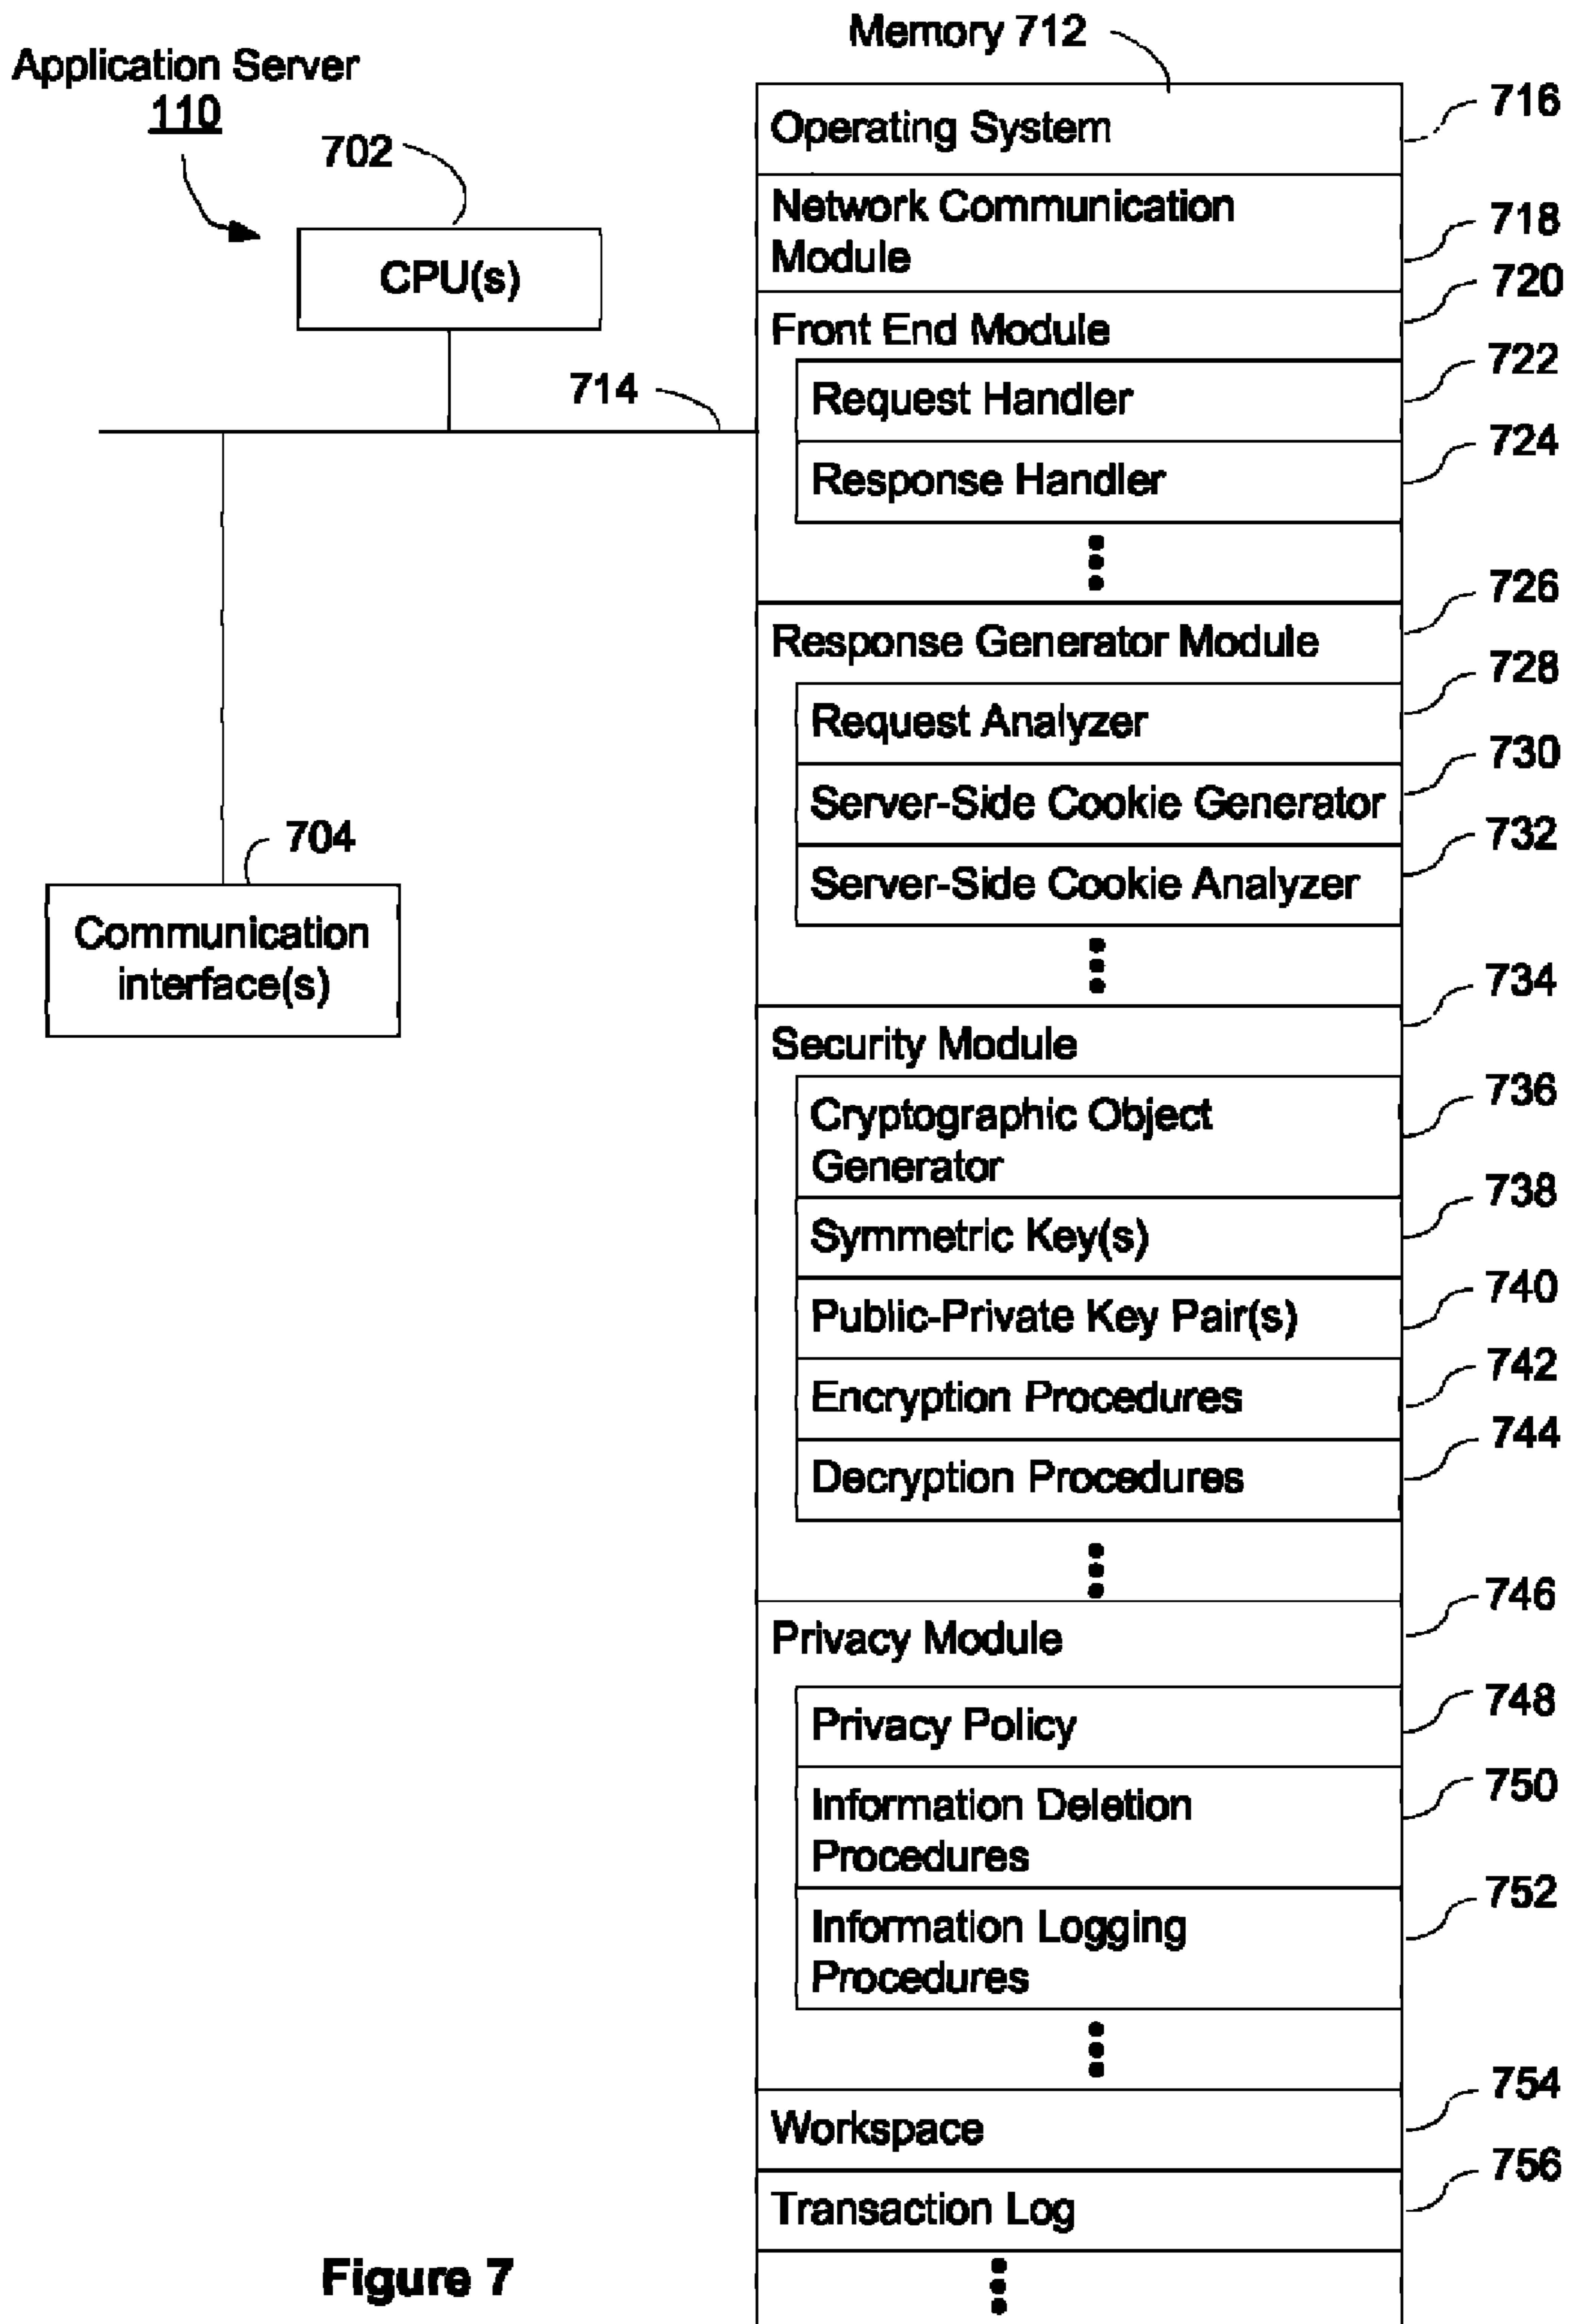 Application Server
110
702
CPU(s)
714
704
Communication
interface(s)
Memory 712
Operating System
716
Network Communication
Module
718
Front End Module
720
Request Handler
722
Response Handler
724
Response Generator Module
726
Request Analyzer
728
Server-Side Cookie Generator
730
Server-Side Cookie Analyzer
732
Security Module
734
Cryptographic Object
Generator
736
Symmetric Key(s)
738
Public-Private Key Pair(s)
740
Encryption Procedures
742
Decryption Procedures
744
Privacy Module
746
Privacy Policy
748
Information Deletion
Procedures
750
Information Logging
Procedures
752
Workspace
754
Transaction Log
756
Figure 7